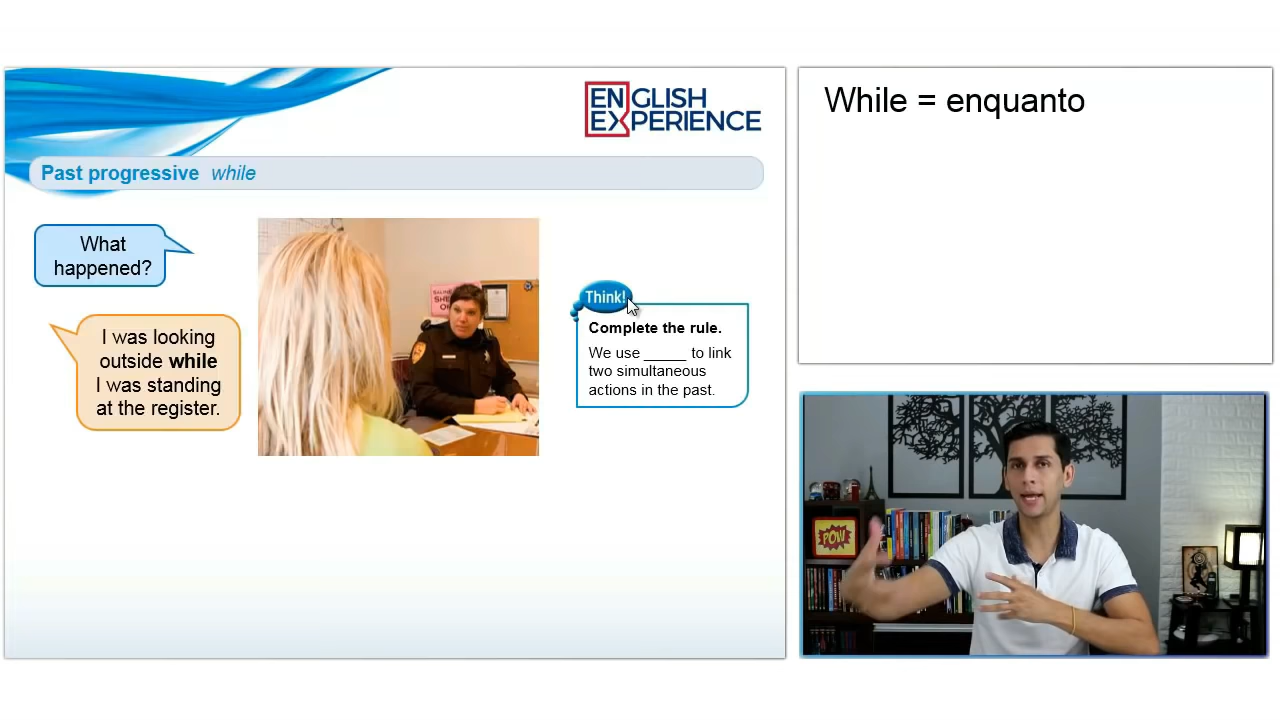 ENGLISH
EXPERIENCE
Past progressive while
What
happened?
I was looking
outside while
I was standing
at the register.
Think!
Complete the rule.
We use _____ to link
two simultaneous
actions in the past.
While = enquanto
POW